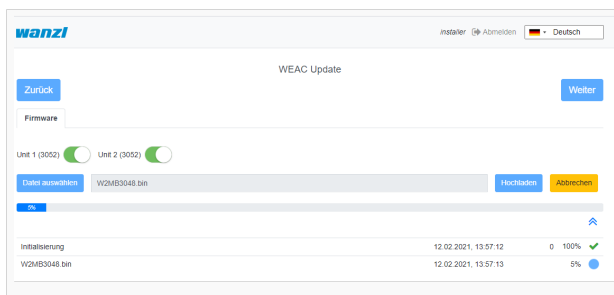 wanzl
installer Abmelden Deutsch
WEAC Update
Zurück Weiter
Firmware
Unit 1 (3052) Unit 2 (3052)
Datei auswählen W2MB3048.bin Hochladen Abbrechen
5%
Initialisierung 12.02.2021, 13:57:12 0 100%
W2MB3048.bin 12.02.2021, 13:57:13 5%